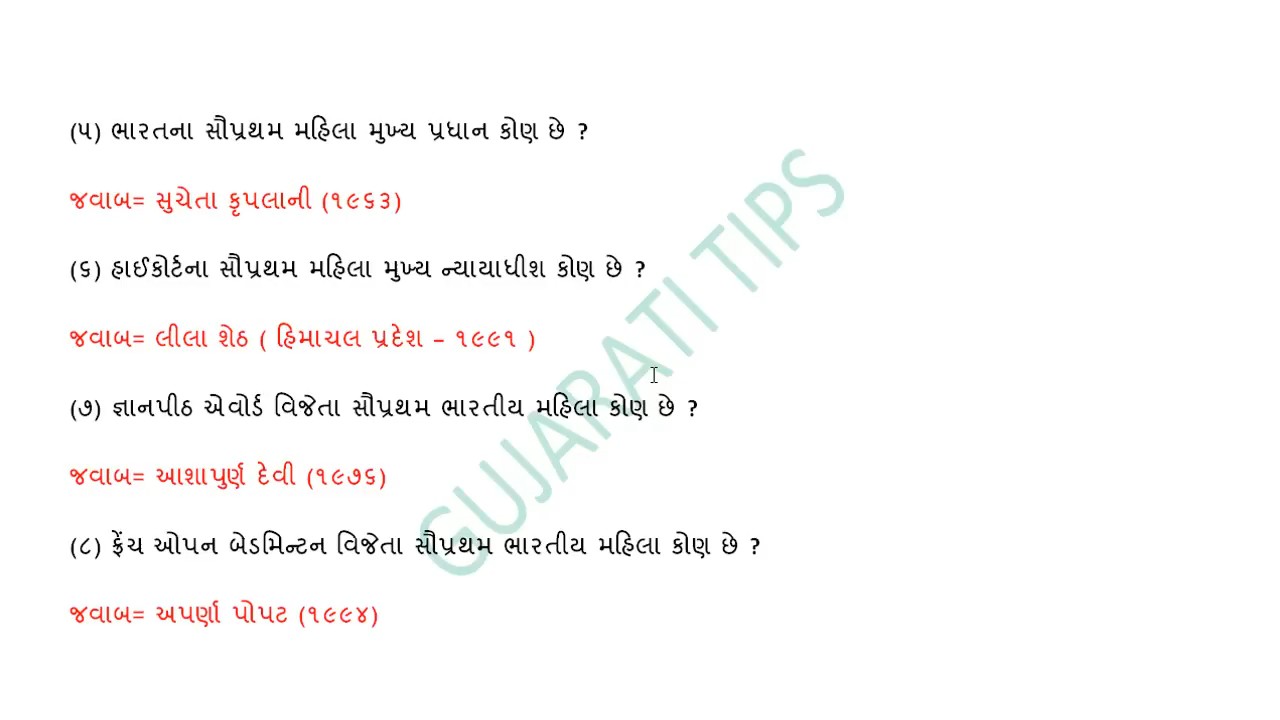 (૫) ભારતના સૌપ્રથમ મહિલા મુખ્ય પ્રધાન કોણ છે ?
જવાબ= સુચેતા કૃપલાની (૧૯૬૩)
(૬) હાઈકોર્ટના સૌપ્રથમ મહિલા મુખ્ય ન્યાયાધીશ કોણ છે ?
જવાબ= લીલા શેઠ ( હિમાચલ પ્રદેશ – ૧૯૯૧ )
(૭) જ્ઞાનપીઠ એવોર્ડ વિજેતા સૌપ્રથમ ભારતીય મહિલા કોણ છે ?
જવાબ= આશાપુર્ણ દેવી (૧૯૭૬)
(૮) ફ્રેંચ ઓપન બેડમિન્ટન વિજેતા સૌપ્રથમ ભારતીય મહિલા કોણ છે ?
જવાબ= અપર્ણા પોપટ (૧૯૯૪)
GUJARATI TIPS